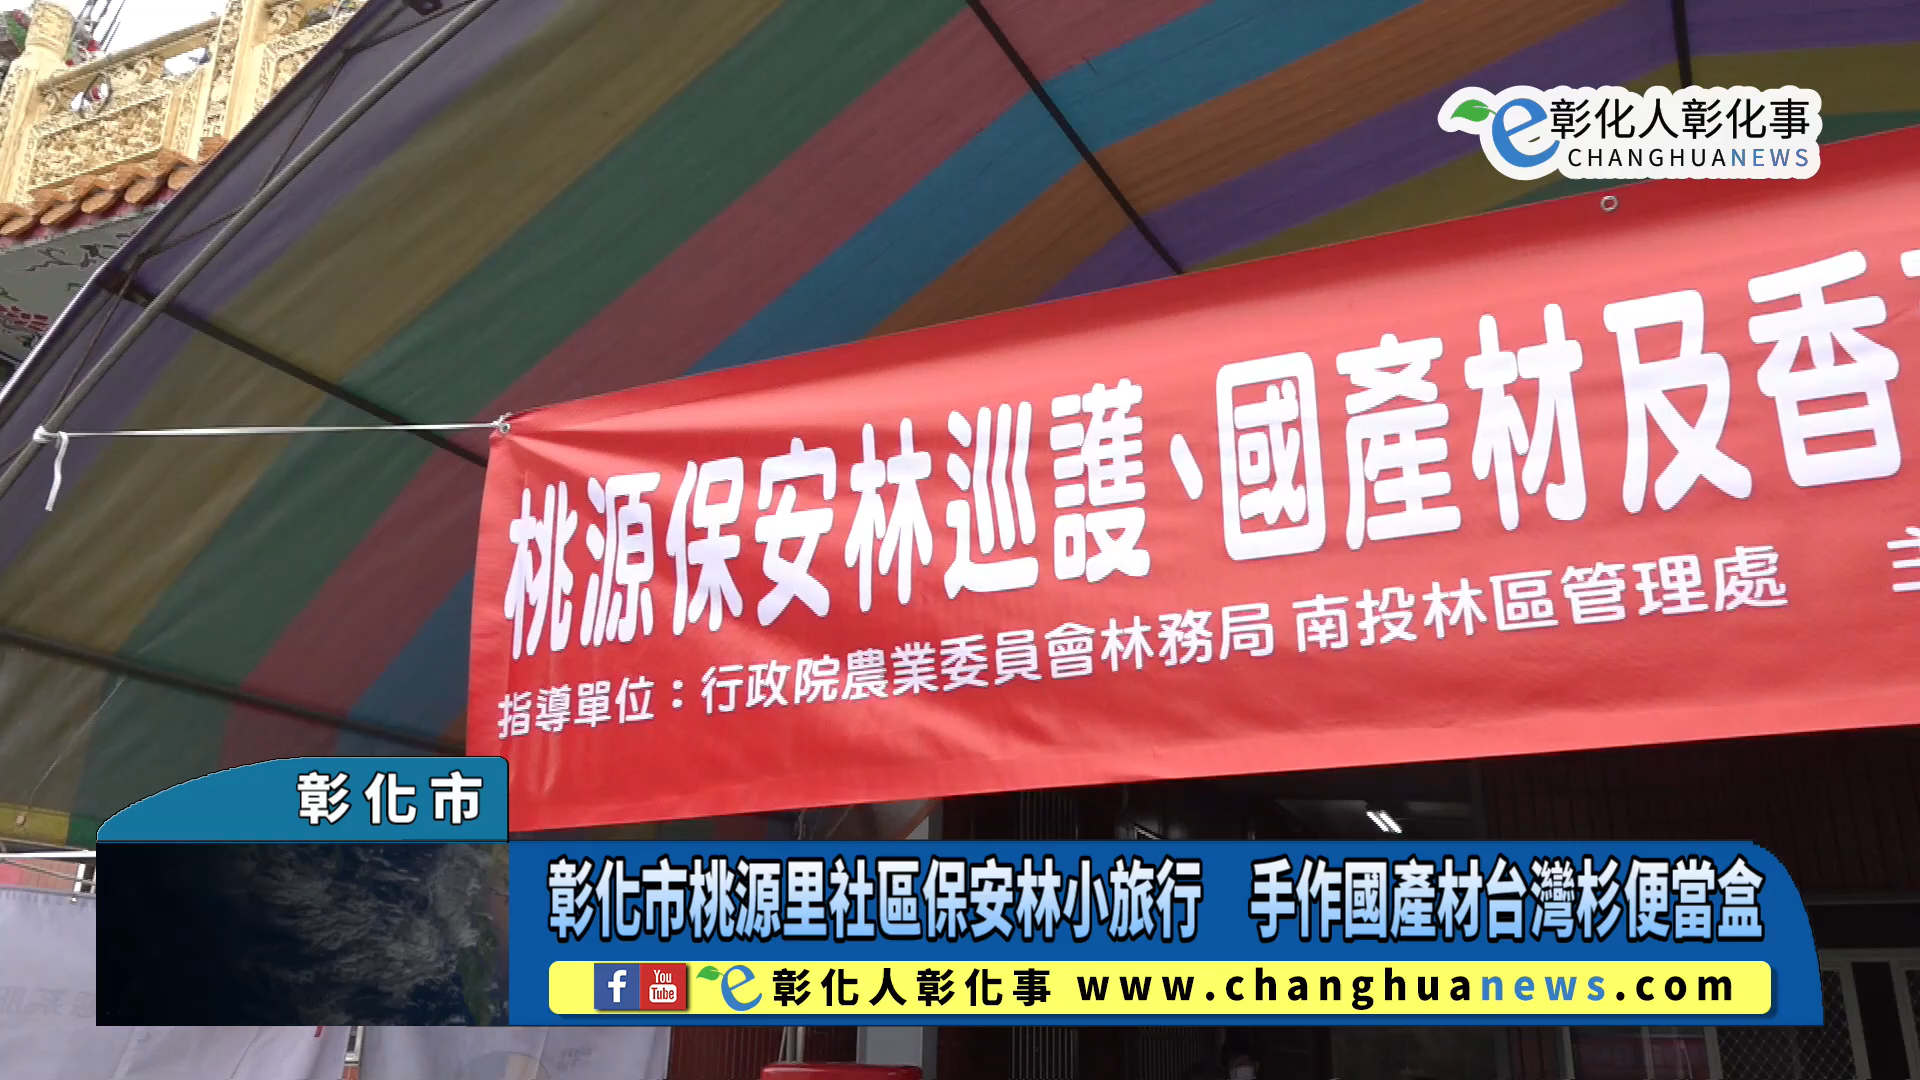 彰化人彰化事
CHANGHUANEWS
桃源保安林巡護、國產材及香
指導單位：行政院農業委員會林務局 南投林區管理處 主
彰化市
彰化市桃源里社區保安林小旅行 手作國產材台灣杉便當盒
f You Tube e 彰化人彰化事 www.changhuanews.com